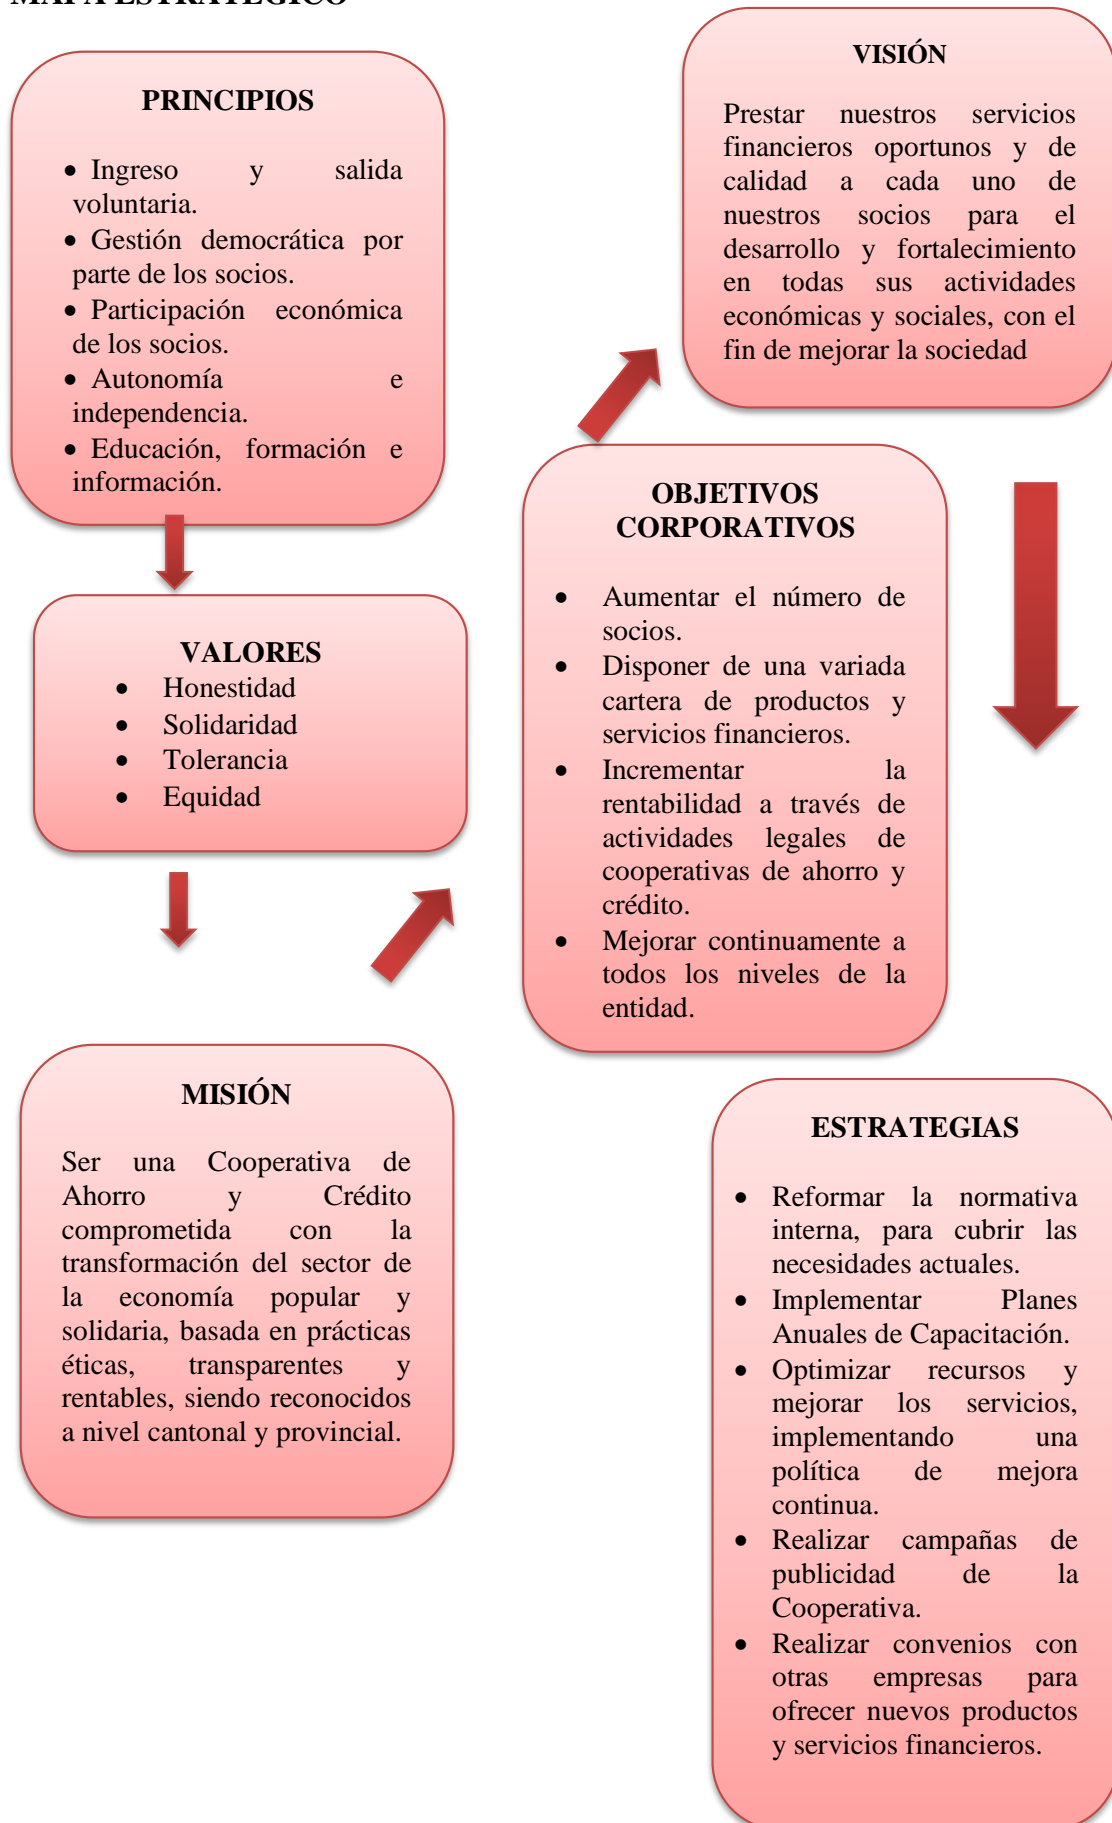 MAPA ESTRATÉGICO
PRINCIPIOS
• Ingreso y salida
voluntaria.
• Gestión democrática por
parte de los socios.
• Participación económica
de los socios.
• Autonomía e
independencia.
• Educación, formación e
información.
VALORES
• Honestidad
• Solidaridad
• Tolerancia
• Equidad
MISIÓN
Ser una Cooperativa de
Ahorro y Crédito
comprometida con la
transformación del sector de
la economía popular y
solidaria, basada en prácticas
éticas, transparentes y
rentables, siendo reconocidos
a nivel cantonal y provincial.
OBJETIVOS
CORPORATIVOS
• Aumentar el número de
socios.
• Disponer de una variada
cartera de productos y
servicios financieros.
• Incrementar la
rentabilidad a través de
actividades legales de
cooperativas de ahorro y
crédito.
• Mejorar continuamente a
todos los niveles de la
entidad.
VISIÓN
Prestar nuestros servicios
financieros oportunos y de
calidad a cada uno de
nuestros socios para el
desarrollo y fortalecimiento
en todas sus actividades
económicas y sociales, con el
fin de mejorar la sociedad
ESTRATEGIAS
• Reformar la normativa
interna, para cubrir las
necesidades actuales.
• Implementar Planes
Anuales de Capacitación.
• Optimizar recursos y
mejorar los servicios,
implementando una
política de mejora
continua.
• Realizar campañas de
publicidad de la
Cooperativa.
• Realizar convenios con
otras empresas para
ofrecer nuevos productos
y servicios financieros.